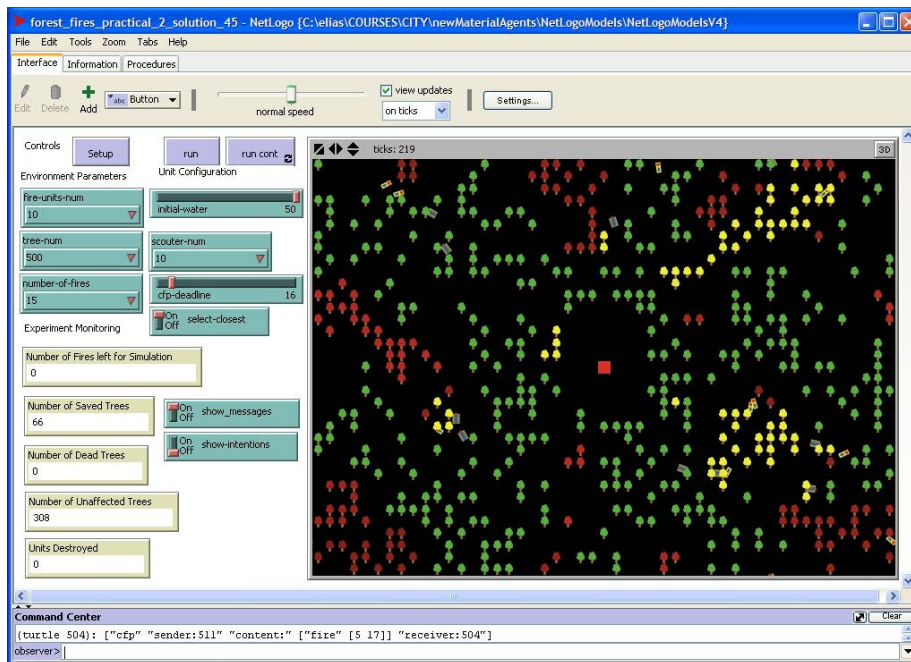 forest_fires_practical_2_solution_45 - NetLogo {C:\elias\COURSES\CITY\newMaterialAgents\NetLogoModels\NetLogoModelsV4}
File Edit Tools Zoom Tabs Help
Interface Information Procedures
Edit Delete Add abc Button
normal speed
view updates
on ticks
Settings...
Controls
Setup
run
run cont
Environment Parameters
Unit Configuration
fire-units-num
10
initial-water 50
tree-num
500
scouter-num
10
number-of-fires
15
cfp-deadline 16
On
Off
select-closest
Experiment Monitoring
Number of Fires left for Simulation
0
Number of Saved Trees
66
On
Off
show_messages
On
Off
show-intentions
Number of Dead Trees
0
Number of Unaffected Trees
308
Units Destroyed
0
ticks: 219
3D
Command Center
Clear
(turtle 504): ["cfp" "sender:511" "content:" ["fire" [5 17]] "receiver:504"]
observer>